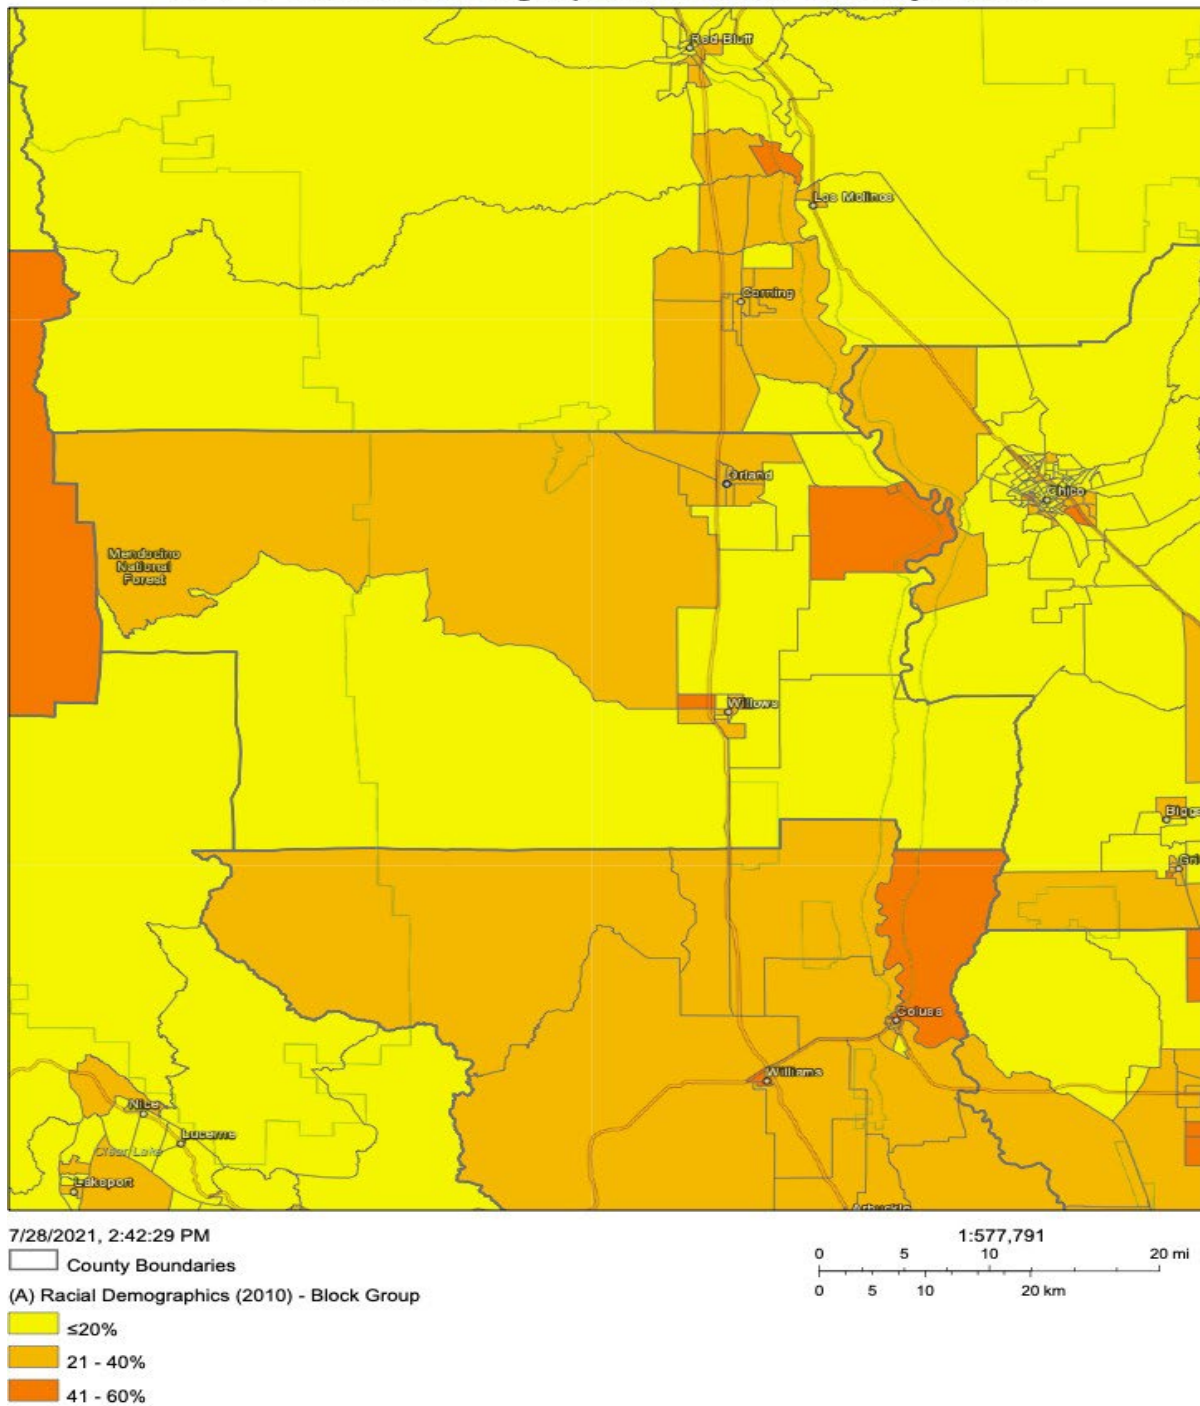 Red Bluff
Los Molinos
Corning
Orland
Chico
Mendocino
National
Forest
Willows
Colusa
Williams
Nice
Lucerne
Clear Lake
Lakeport
7/28/2021, 2:42:29 PM
1:577,791
0 5 10 20 mi
County Boundaries
0 5 10 20 km
(A) Racial Demographics (2010) - Block Group
≤20%
21 - 40%
41 - 60%